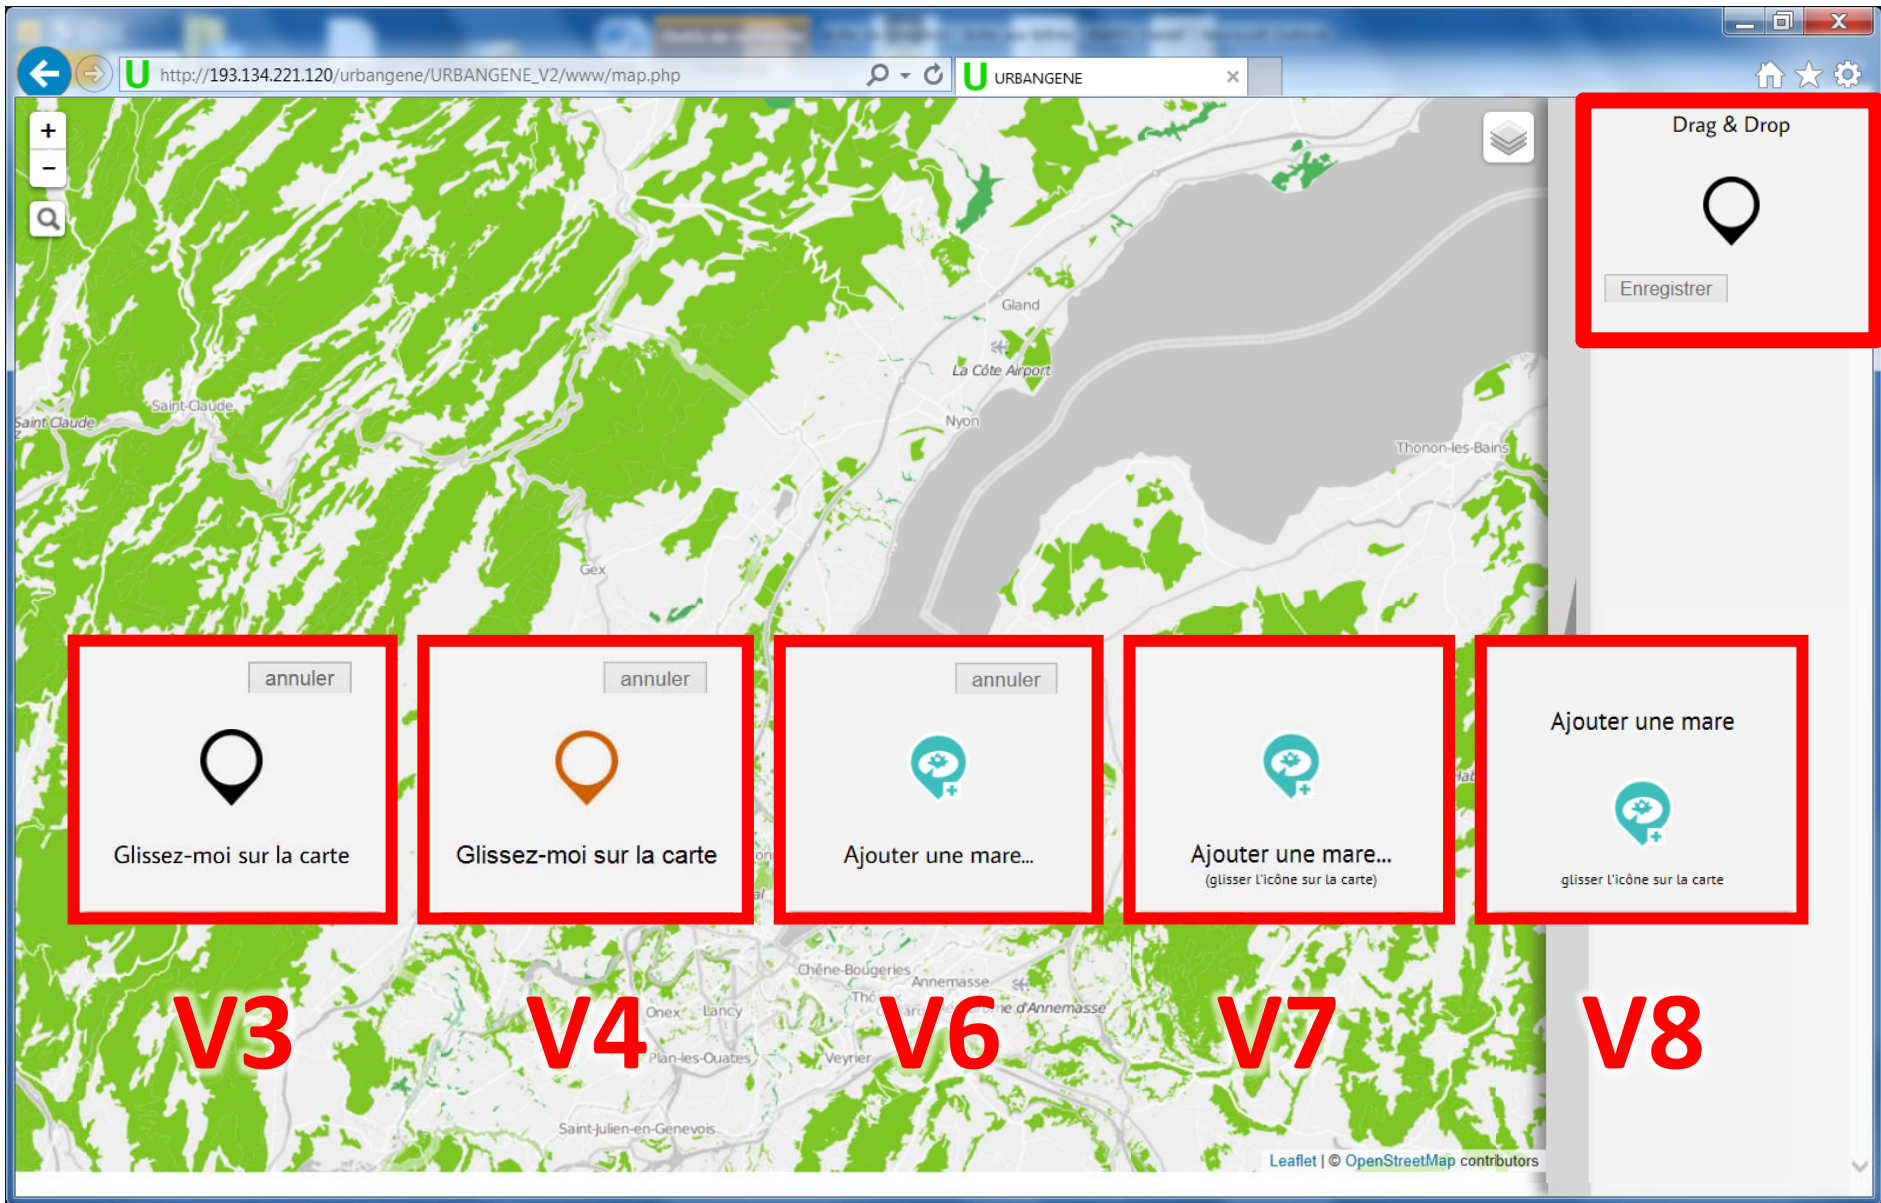 http://193.134.221.120/urbangene/URBANGENE_V2/www/map.php
URBANGENE
Drag & Drop
Enregistrer
Gland
La Côte Airport
Nyon
Saint-Claude
Saint Claude
Thonon-les-Bains
Gex
annuler
Glissez-moi sur la carte
annuler
Glissez-moi sur la carte
annuler
Ajouter une mare...
Ajouter une mare...
(glisser l'icône sur la carte)
Ajouter une mare
glisser l'icône sur la carte
Chêne-Bougeries
Annemasse
d'Annemasse
Onex
Lancy
Plan-les-Ouates
Veyrier
V3
V4
V6
V7
V8
Saint-Julien-en-Genevois
Leaflet | © OpenStreetMap contributors